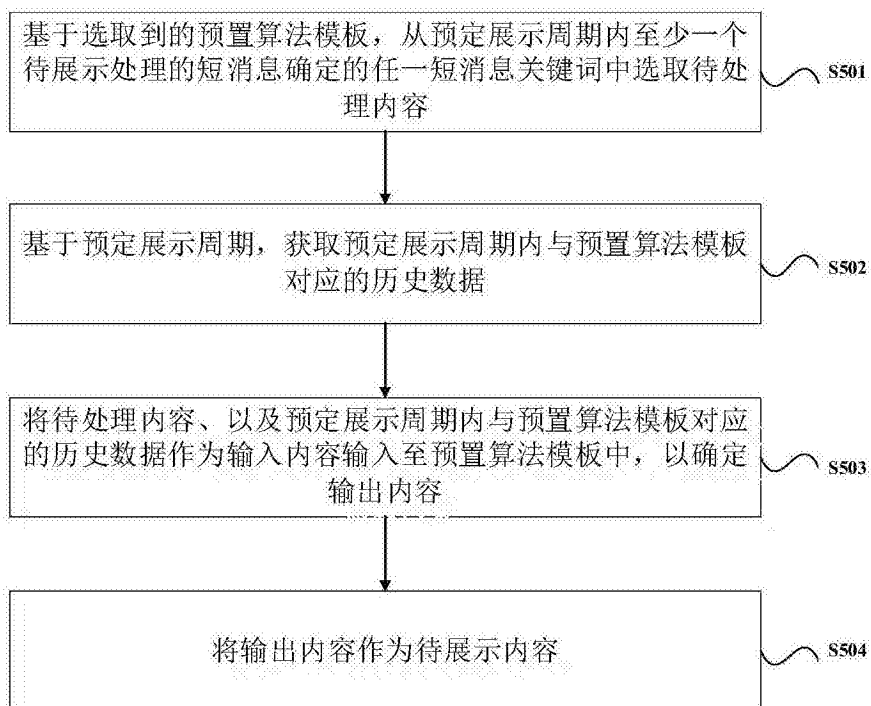 基于选取到的预置算法模板，从预定展示周期内至少一个
待展示处理的短消息确定的任一短消息关键词中选取待处
理内容
S501
基于预定展示周期，获取预定展示周期内与预置算法模板
对应的历史数据
S502
将待处理内容、以及预定展示周期内与预置算法模板对应
的历史数据作为输入内容输入至预置算法模板中，以确定
输出内容
S503
将输出内容作为待展示内容
S504